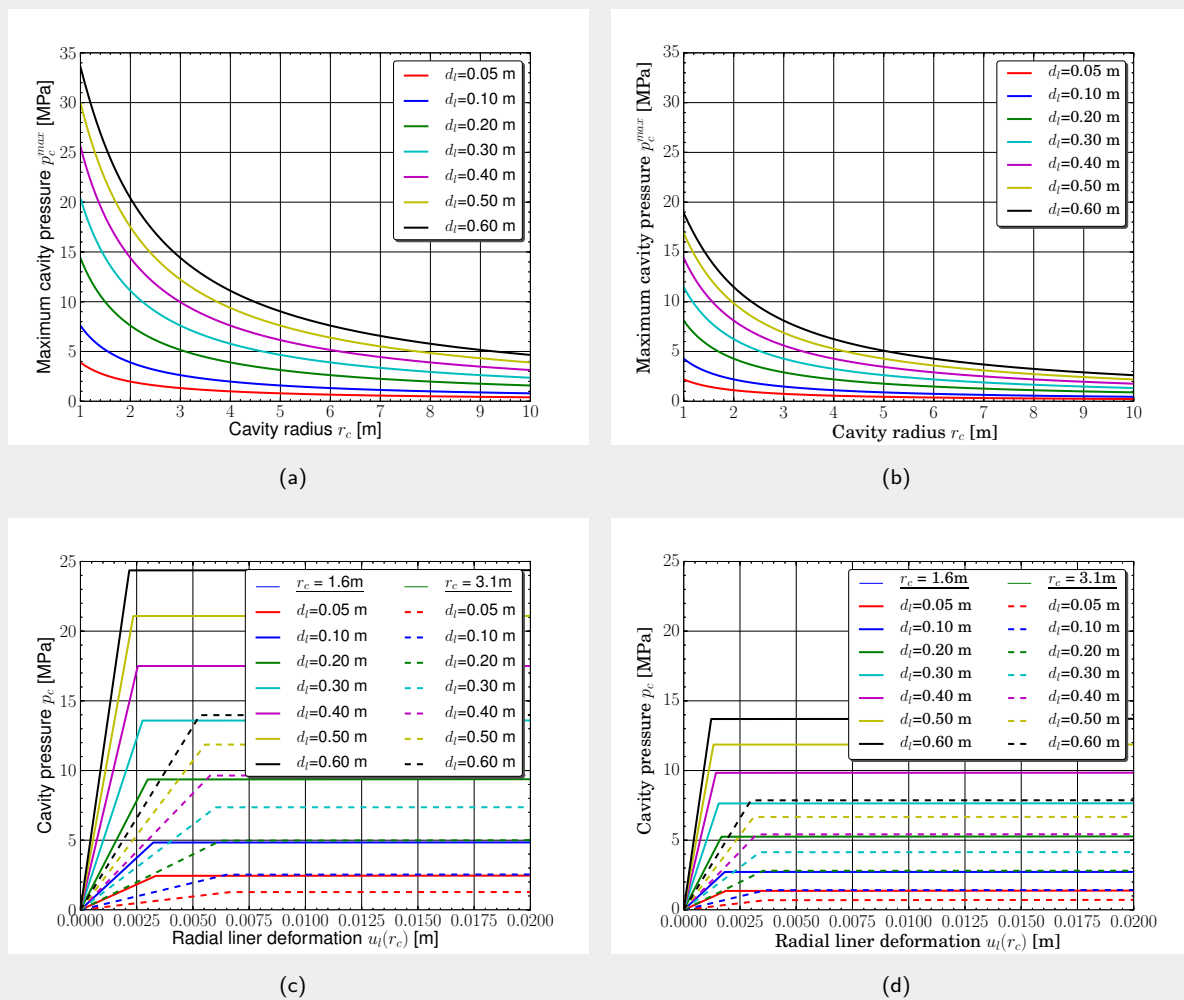 35
30
25
20
15
10
5
0
Maximum cavity pressure p_c^{max} [MPa]
d_l=0.05 m
d_l=0.10 m
d_l=0.20 m
d_l=0.30 m
d_l=0.40 m
d_l=0.50 m
d_l=0.60 m
1 2 3 4 5 6 7 8 9 10
Cavity radius r_c [m]
(a)
35
30
25
20
15
10
5
0
Maximum cavity pressure p_c^{max} [MPa]
d_l=0.05 m
d_l=0.10 m
d_l=0.20 m
d_l=0.30 m
d_l=0.40 m
d_l=0.50 m
d_l=0.60 m
1 2 3 4 5 6 7 8 9 10
Cavity radius r_c [m]
(b)
25
20
15
10
5
0
Cavity pressure p_c [MPa]
r_c = 1.6m r_c = 3.1m
d_l=0.05 m d_l=0.05 m
d_l=0.10 m d_l=0.10 m
d_l=0.20 m d_l=0.20 m
d_l=0.30 m d_l=0.30 m
d_l=0.40 m d_l=0.40 m
d_l=0.50 m d_l=0.50 m
d_l=0.60 m d_l=0.60 m
0.0000 0.0025 0.0050 0.0075 0.0100 0.0125 0.0150 0.0175 0.0200
Radial liner deformation u_l(r_c) [m]
(c)
25
20
15
10
5
0
Cavity pressure p_c [MPa]
r_c = 1.6m r_c = 3.1m
d_l=0.05 m d_l=0.05 m
d_l=0.10 m d_l=0.10 m
d_l=0.20 m d_l=0.20 m
d_l=0.30 m d_l=0.30 m
d_l=0.40 m d_l=0.40 m
d_l=0.50 m d_l=0.50 m
d_l=0.60 m d_l=0.60 m
0.0000 0.0025 0.0050 0.0075 0.0100 0.0125 0.0150 0.0175 0.0200
Radial liner deformation u_l(r_c) [m]
(d)